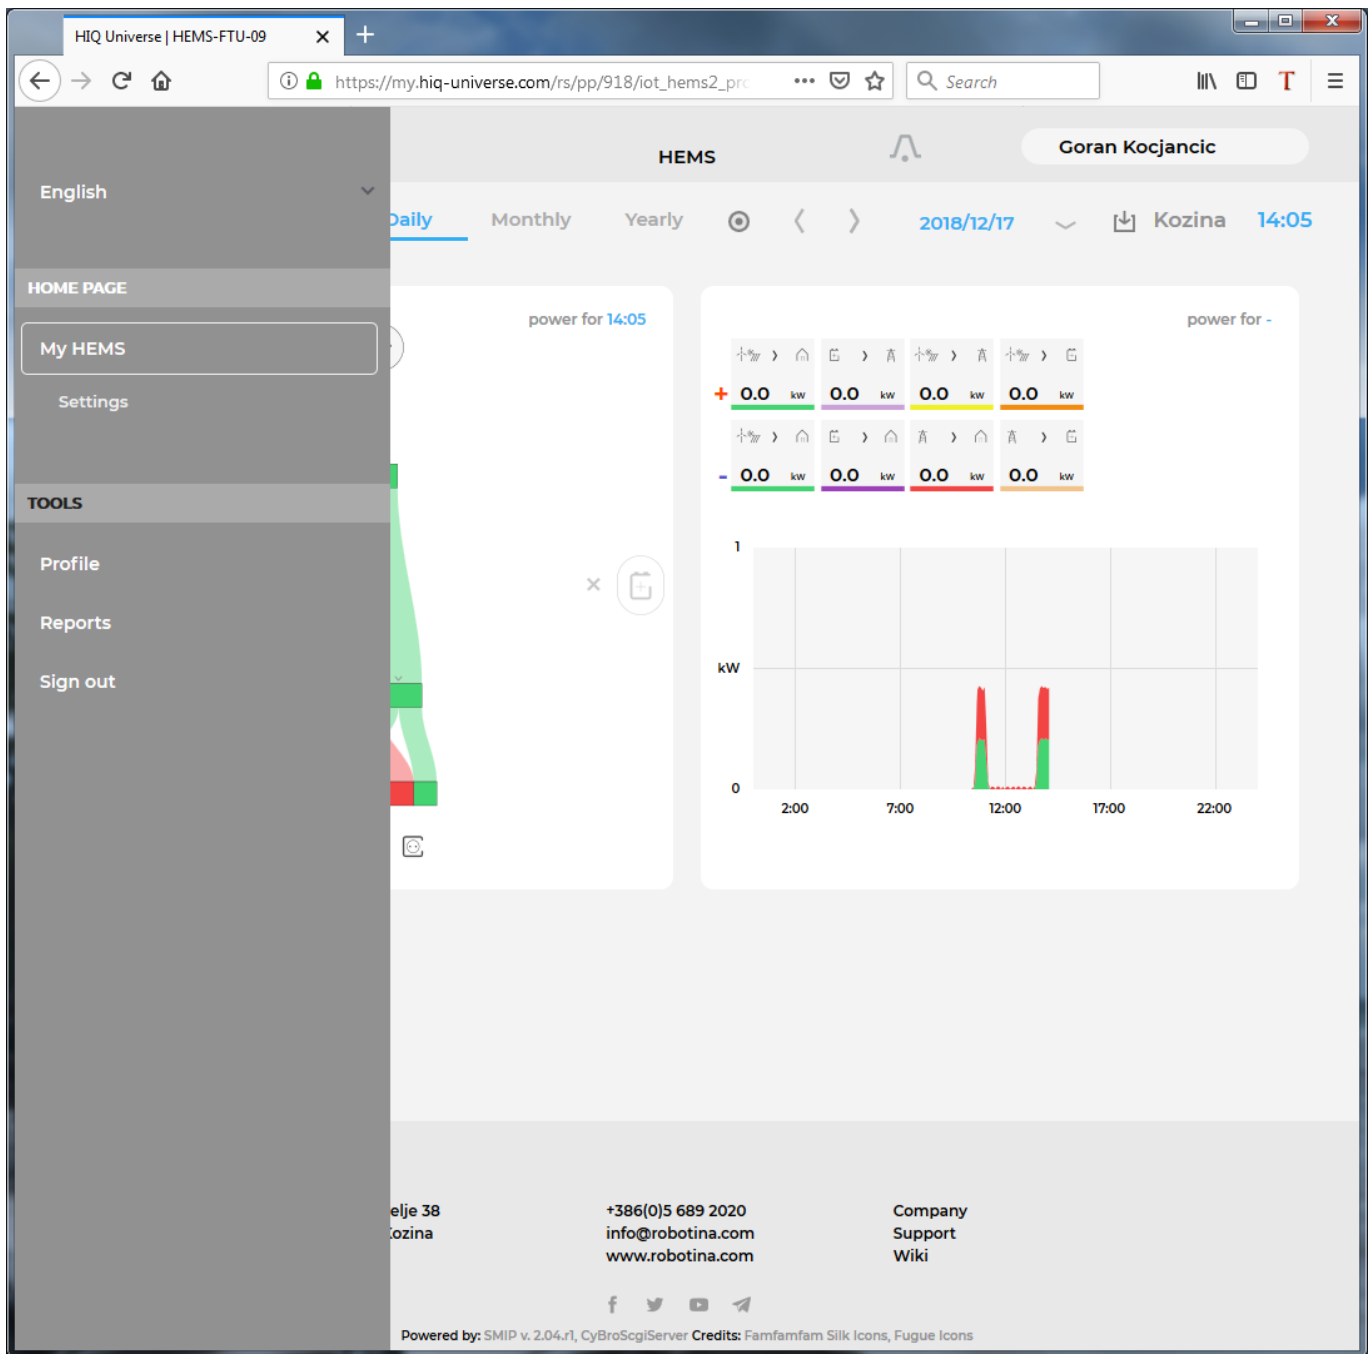 HIQ Universe | HEMS-FTU-09
https://my.hiq-universe.com/rs/pp/918/iot_hems2_pro
Search
HEMS
Goran Kocjancic
English
Daily Monthly Yearly 2018/12/17 Kozina 14:05
HOME PAGE
My HEMS
Settings
TOOLS
Profile
Reports
Sign out
power for 14:05
power for -
+ 0.0 kw 0.0 kw 0.0 kw 0.0 kw
- 0.0 kw 0.0 kw 0.0 kw 0.0 kw
1
kW
0
2:00 7:00 12:00 17:00 22:00
elje 38
Kozina
+386(0)5 689 2020
info@robotina.com
www.robotina.com
Company
Support
Wiki
Powered by: SMIP v. 2.04.r1, CyBroScgiServer Credits: Famfamfam Silk Icons, Fugue Icons